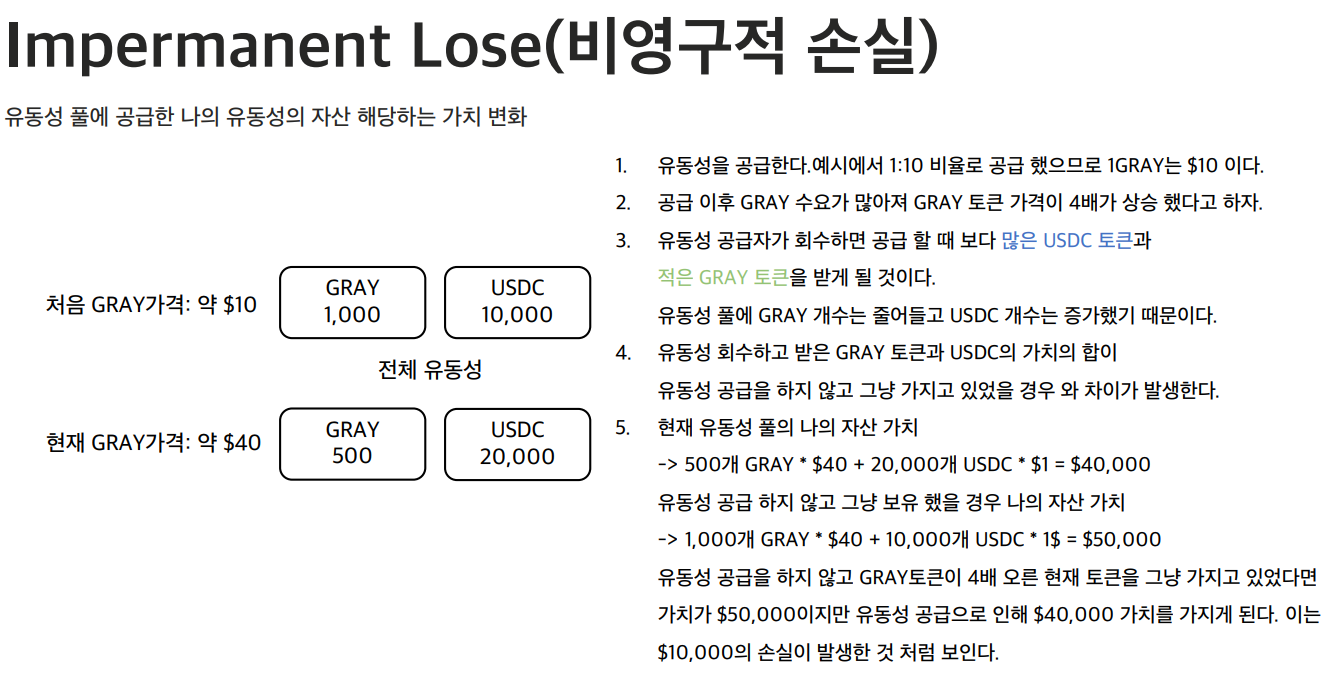 Impermanent Lose(비영구적 손실)
유동성 풀에 공급한 나의 유동성의 자산 해당하는 가치 변화
처음 GRAY가격: 약 $10
GRAY
1,000
USDC
10,000
전체 유동성
현재 GRAY가격: 약 $40
GRAY
500
USDC
20,000
1. 유동성을 공급한다.예시에서 1:10 비율로 공급 했으므로 1GRAY는 $10 이다.
2. 공급 이후 GRAY 수요가 많아져 GRAY 토큰 가격이 4배가 상승 했다고 하자.
3. 유동성 공급자가 회수하면 공급 할 때 보다 많은 USDC 토큰과
적은 GRAY 토큰을 받게 될 것이다.
유동성 풀에 GRAY 개수는 줄어들고 USDC 개수는 증가했기 때문이다.
4. 유동성 회수하고 받은 GRAY 토큰과 USDC의 가치의 합이
유동성 공급을 하지 않고 그냥 가지고 있었을 경우 와 차이가 발생한다.
5. 현재 유동성 풀의 나의 자산 가치
-> 500개 GRAY * $40 + 20,000개 USDC * $1 = $40,000
유동성 공급 하지 않고 그냥 보유 했을 경우 나의 자산 가치
-> 1,000개 GRAY * $40 + 10,000개 USDC * 1$ = $50,000
유동성 공급을 하지 않고 GRAY토큰이 4배 오른 현재 토큰을 그냥 가지고 있었다면
가치가 $50,000이지만 유동성 공급으로 인해 $40,000 가치를 가지게 된다. 이는
$10,000의 손실이 발생한 것 처럼 보인다.